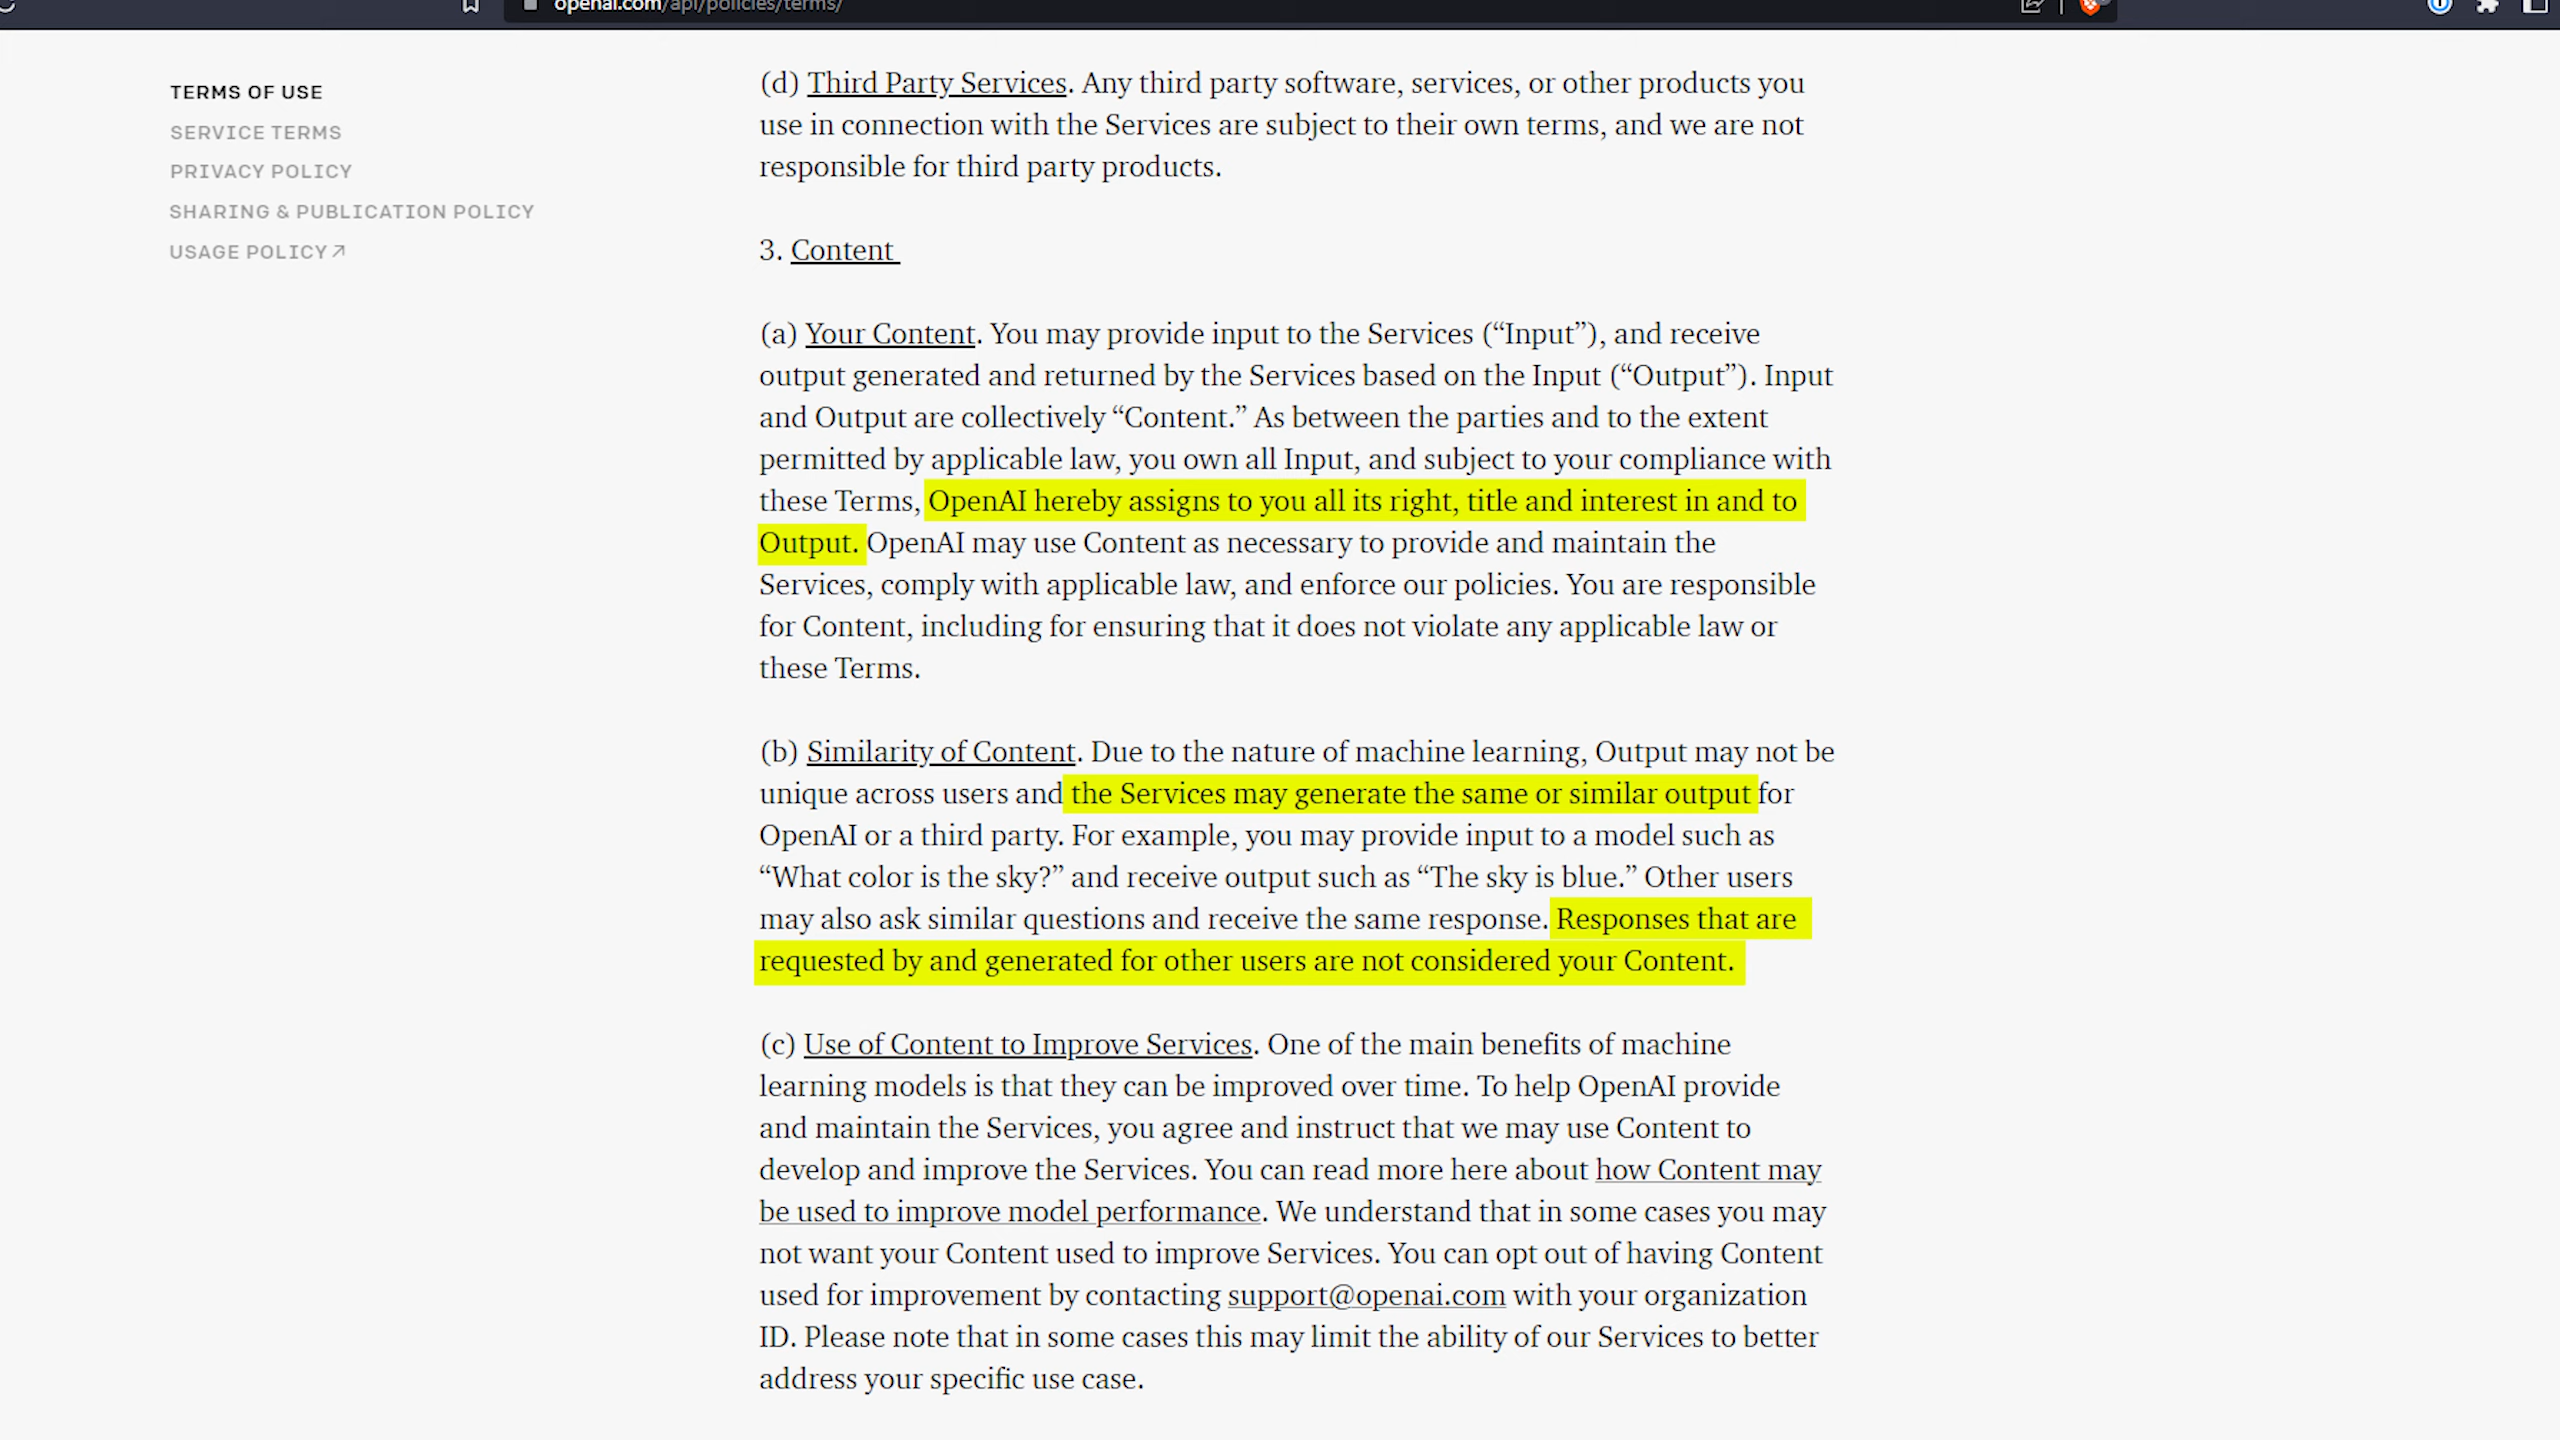 openai.com/api/policies/terms/
TERMS OF USE
SERVICE TERMS
PRIVACY POLICY
SHARING & PUBLICATION POLICY
USAGE POLICY↗
(d) Third Party Services. Any third party software, services, or other products you
use in connection with the Services are subject to their own terms, and we are not
responsible for third party products.
3. Content
(a) Your Content. You may provide input to the Services (“Input”), and receive
output generated and returned by the Services based on the Input (“Output”). Input
and Output are collectively “Content.” As between the parties and to the extent
permitted by applicable law, you own all Input, and subject to your compliance with
these Terms, OpenAI hereby assigns to you all its right, title and interest in and to
Output. OpenAI may use Content as necessary to provide and maintain the
Services, comply with applicable law, and enforce our policies. You are responsible
for Content, including for ensuring that it does not violate any applicable law or
these Terms.
(b) Similarity of Content. Due to the nature of machine learning, Output may not be
unique across users and the Services may generate the same or similar output for
OpenAI or a third party. For example, you may provide input to a model such as
“What color is the sky?” and receive output such as “The sky is blue.” Other users
may also ask similar questions and receive the same response. Responses that are
requested by and generated for other users are not considered your Content.
(c) Use of Content to Improve Services. One of the main benefits of machine
learning models is that they can be improved over time. To help OpenAI provide
and maintain the Services, you agree and instruct that we may use Content to
develop and improve the Services. You can read more here about how Content may
be used to improve model performance. We understand that in some cases you may
not want your Content used to improve Services. You can opt out of having Content
used for improvement by contacting support@openai.com with your organization
ID. Please note that in some cases this may limit the ability of our Services to better
address your specific use case.